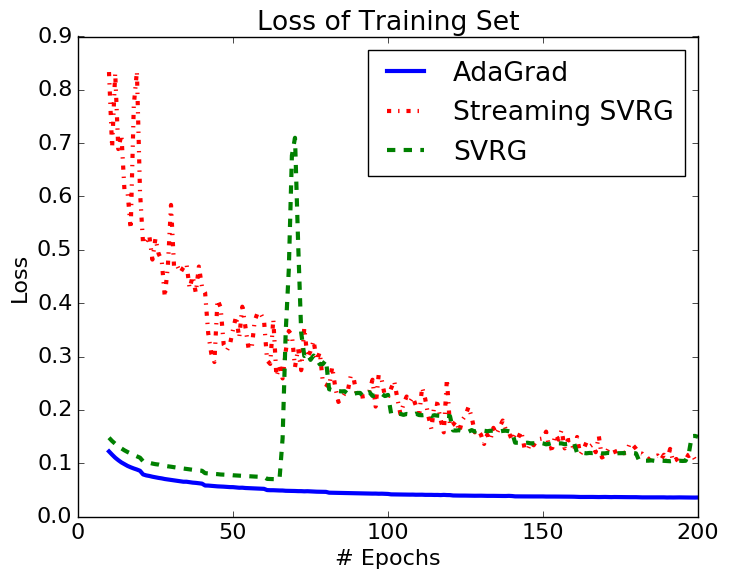 Loss of Training Set
0.9
0.8
0.7
0.6
0.5
0.4
0.3
0.2
0.1
0.0
Loss
AdaGrad
Streaming SVRG
SVRG
0 50 100 150 200
# Epochs